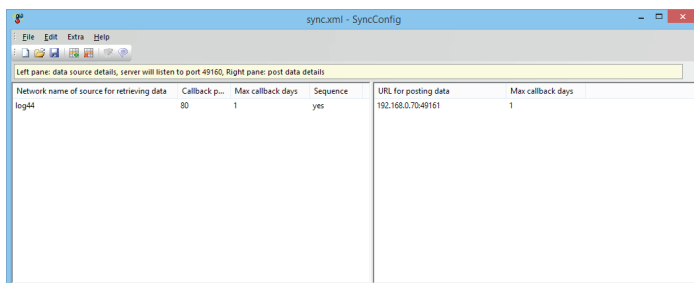 sync.xml - SyncConfig
File Edit Extra Help
Left pane: data source details, server will listen to port 49160, Right pane: post data details
Network name of source for retrieving data Callback p... Max callback days Sequence URL for posting data Max callback days
log44 80 1 yes 192.168.0.70:49161 1